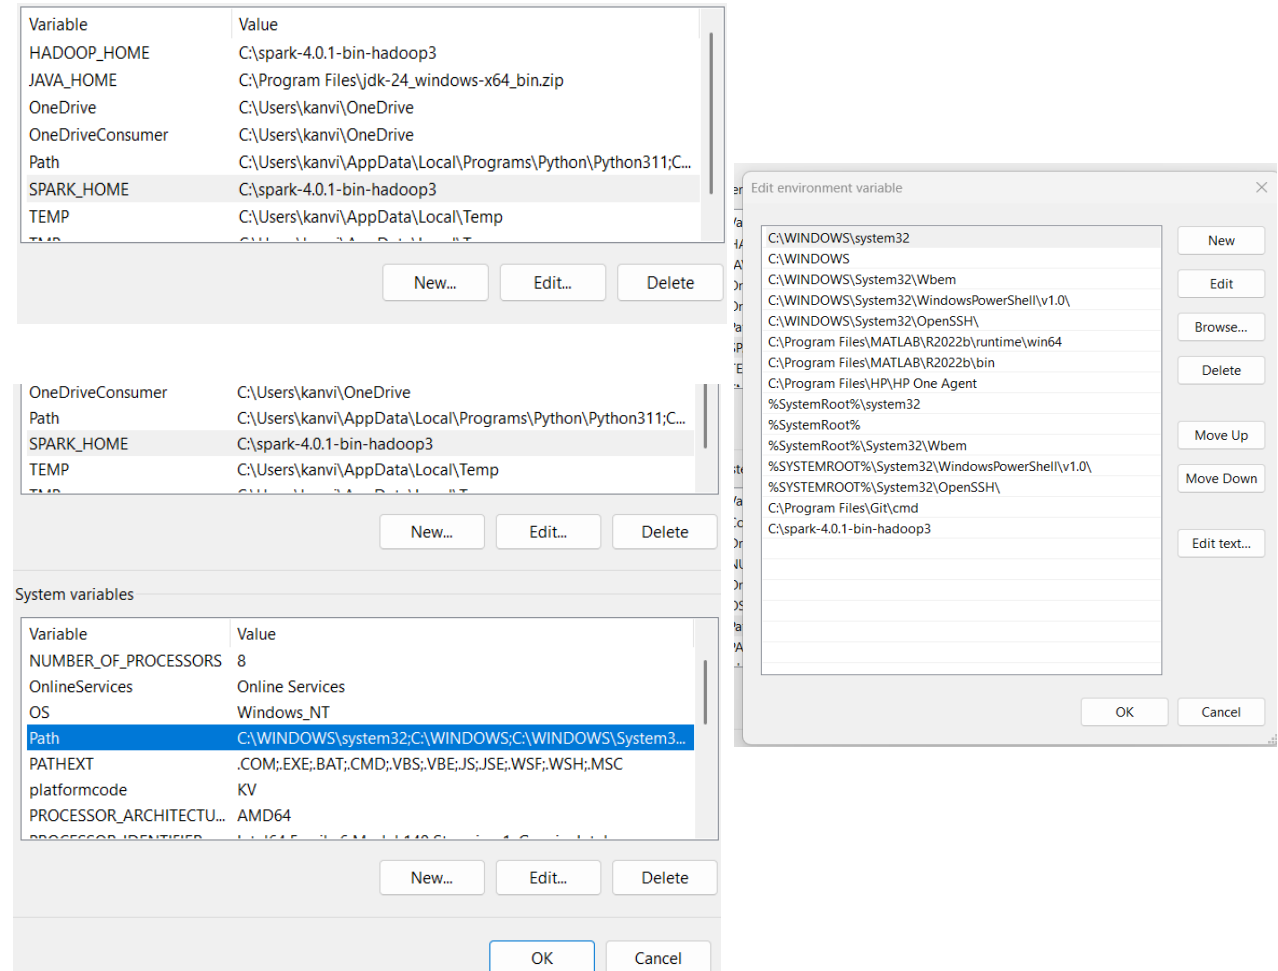 Variable Value
HADOOP_HOME C:\spark-4.0.1-bin-hadoop3
JAVA_HOME C:\Program Files\jdk-24_windows-x64_bin.zip
OneDrive C:\Users\kanvi\OneDrive
OneDriveConsumer C:\Users\kanvi\OneDrive
Path C:\Users\kanvi\AppData\Local\Programs\Python\Python311;C...
SPARK_HOME C:\spark-4.0.1-bin-hadoop3
TEMP C:\Users\kanvi\AppData\Local\Temp
New... Edit... Delete
OneDriveConsumer C:\Users\kanvi\OneDrive
Path C:\Users\kanvi\AppData\Local\Programs\Python\Python311;C...
SPARK_HOME C:\spark-4.0.1-bin-hadoop3
TEMP C:\Users\kanvi\AppData\Local\Temp
New... Edit... Delete
System variables
Variable Value
NUMBER_OF_PROCESSORS 8
OnlineServices Online Services
OS Windows_NT
Path C:\WINDOWS\system32;C:\WINDOWS;C:\WINDOWS\System3...
PATHEXT .COM;.EXE;.BAT;.CMD;.VBS;.VBE;.JS;.JSE;.WSF;.WSH;.MSC
platformcode KV
PROCESSOR_ARCHITECTU... AMD64
New... Edit... Delete
OK Cancel
Edit environment variable
C:\WINDOWS\system32
C:\WINDOWS
C:\WINDOWS\System32\Wbem
C:\WINDOWS\System32\WindowsPowerShell\v1.0\
C:\WINDOWS\System32\OpenSSH\
C:\Program Files\MATLAB\R2022b\runtime\win64
C:\Program Files\MATLAB\R2022b\bin
C:\Program Files\HP\HP One Agent
%SystemRoot%\system32
%SystemRoot%
%SystemRoot%\System32\Wbem
%SYSTEMROOT%\System32\WindowsPowerShell\v1.0\
%SYSTEMROOT%\System32\OpenSSH\
C:\Program Files\Git\cmd
C:\spark-4.0.1-bin-hadoop3
New
Edit
Browse...
Delete
Move Up
Move Down
Edit text...
OK Cancel